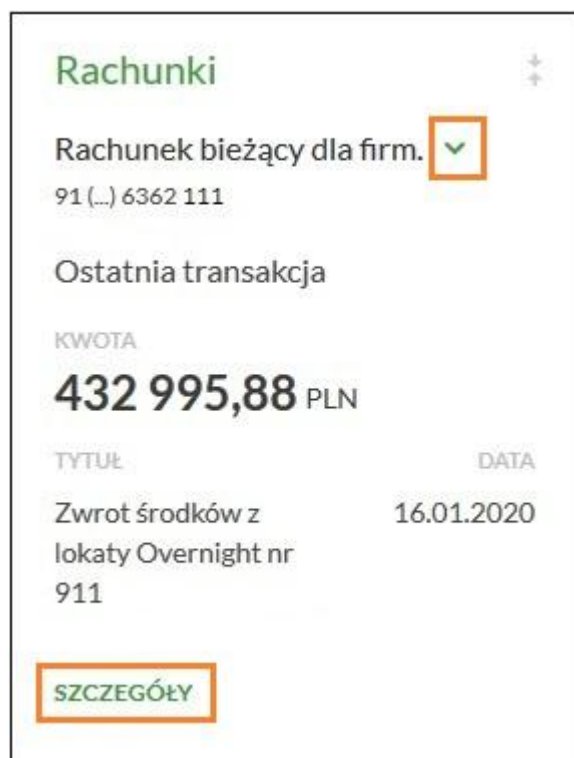 Rachunki
Rachunek bieżący dla firm.
91 (...) 6362 111
Ostatnia transakcja
KWOTA
432 995,88 PLN
TYTUŁ DATA
Zwrot środków z 16.01.2020
lokaty Overnight nr
911
SZCZEGÓŁY